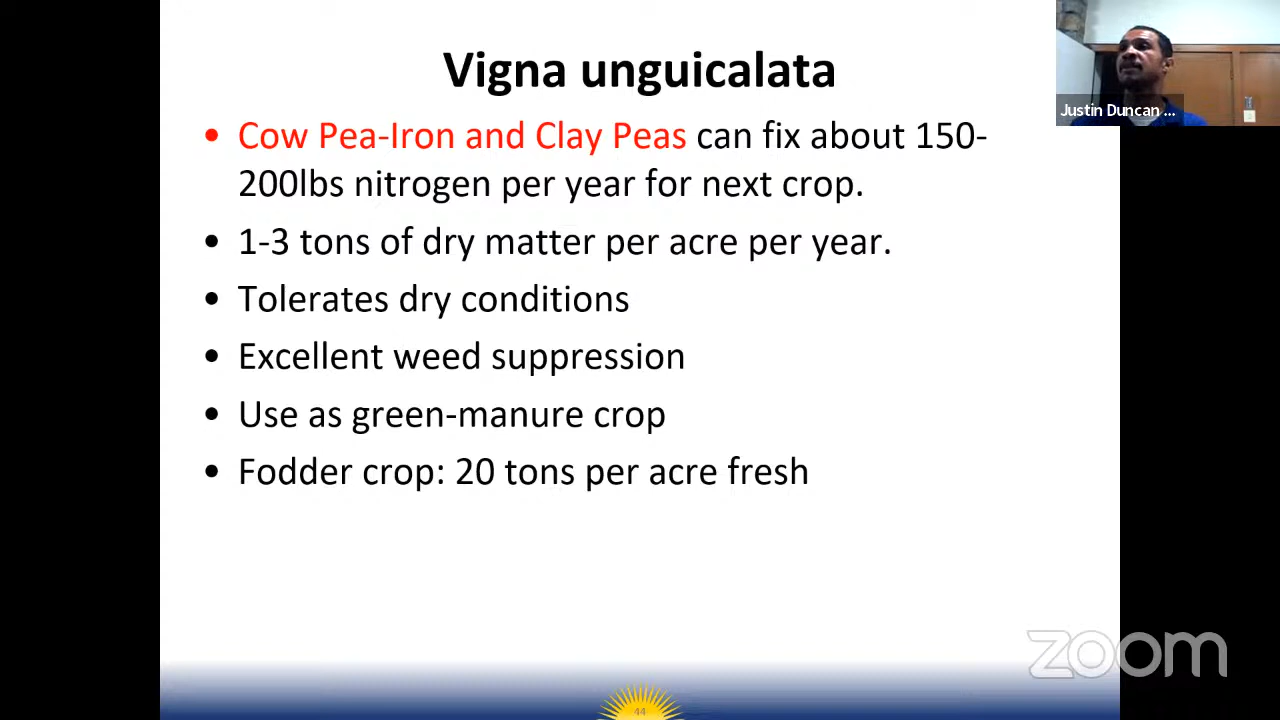 Vigna unguicalata
• Cow Pea-Iron and Clay Peas can fix about 150-
200lbs nitrogen per year for next crop.
• 1-3 tons of dry matter per acre per year.
• Tolerates dry conditions
• Excellent weed suppression
• Use as green-manure crop
• Fodder crop: 20 tons per acre fresh
Justin Duncan ...
zoom
44